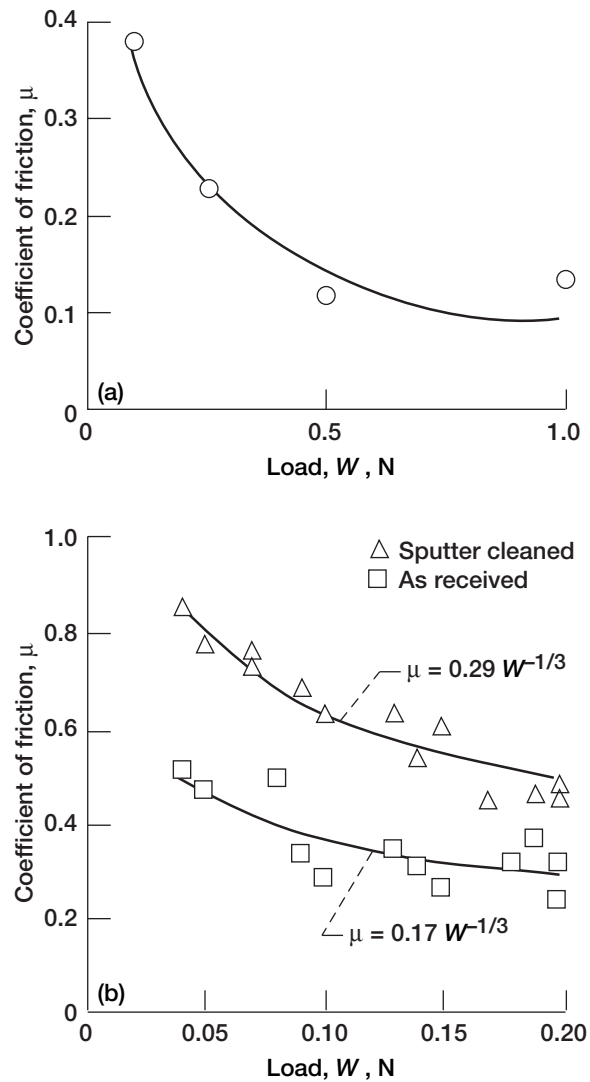 0.4
0.3
0.2
0.1
0
Coefficient of friction, μ
(a)
0 0.5 1.0
Load, W , N
1.0
0.8
0.6
0.4
0.2
0
Coefficient of friction, μ
Sputter cleaned
As received
μ = 0.29 W–1/3
μ = 0.17 W–1/3
(b)
0 0.05 0.10 0.15 0.20
Load, W , N